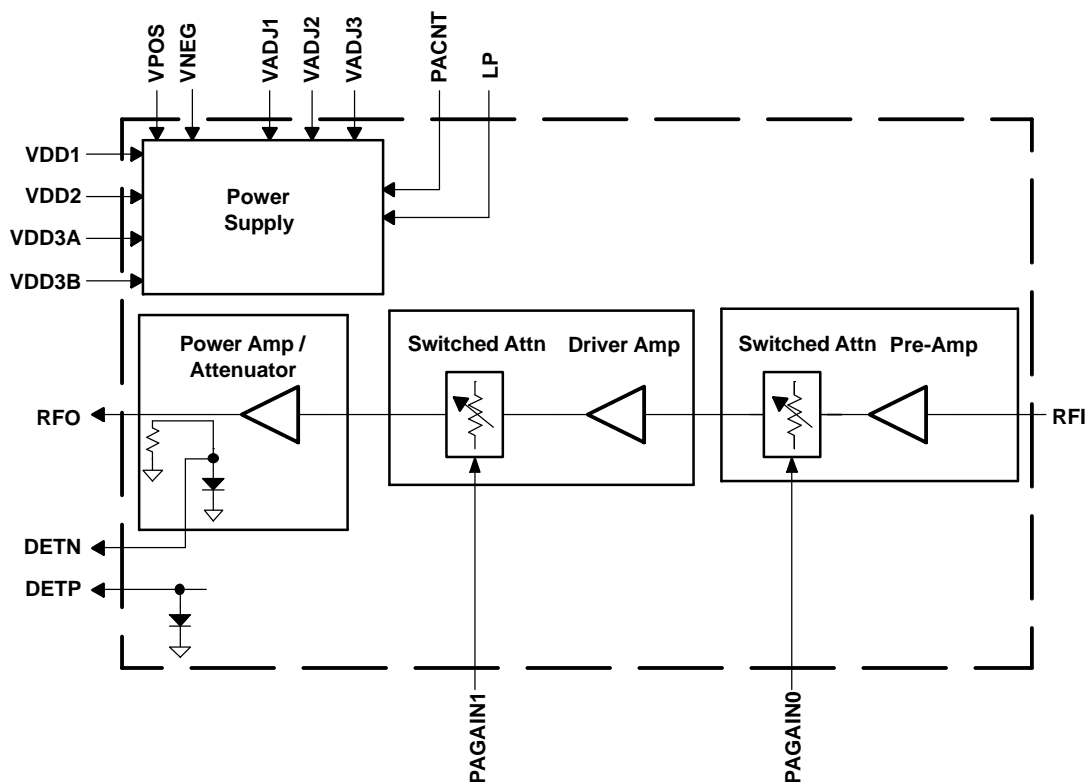 VPOS
VNEG
VADJ1
VADJ2
VADJ3
PACNT
LP
VDD1
VDD2
VDD3A
VDD3B
Power
Supply
Power Amp /
Attenuator
Switched Attn
Driver Amp
Switched Attn
Pre-Amp
RFO
RFI
DETN
DETP
PAGAIN1
PAGAIN0